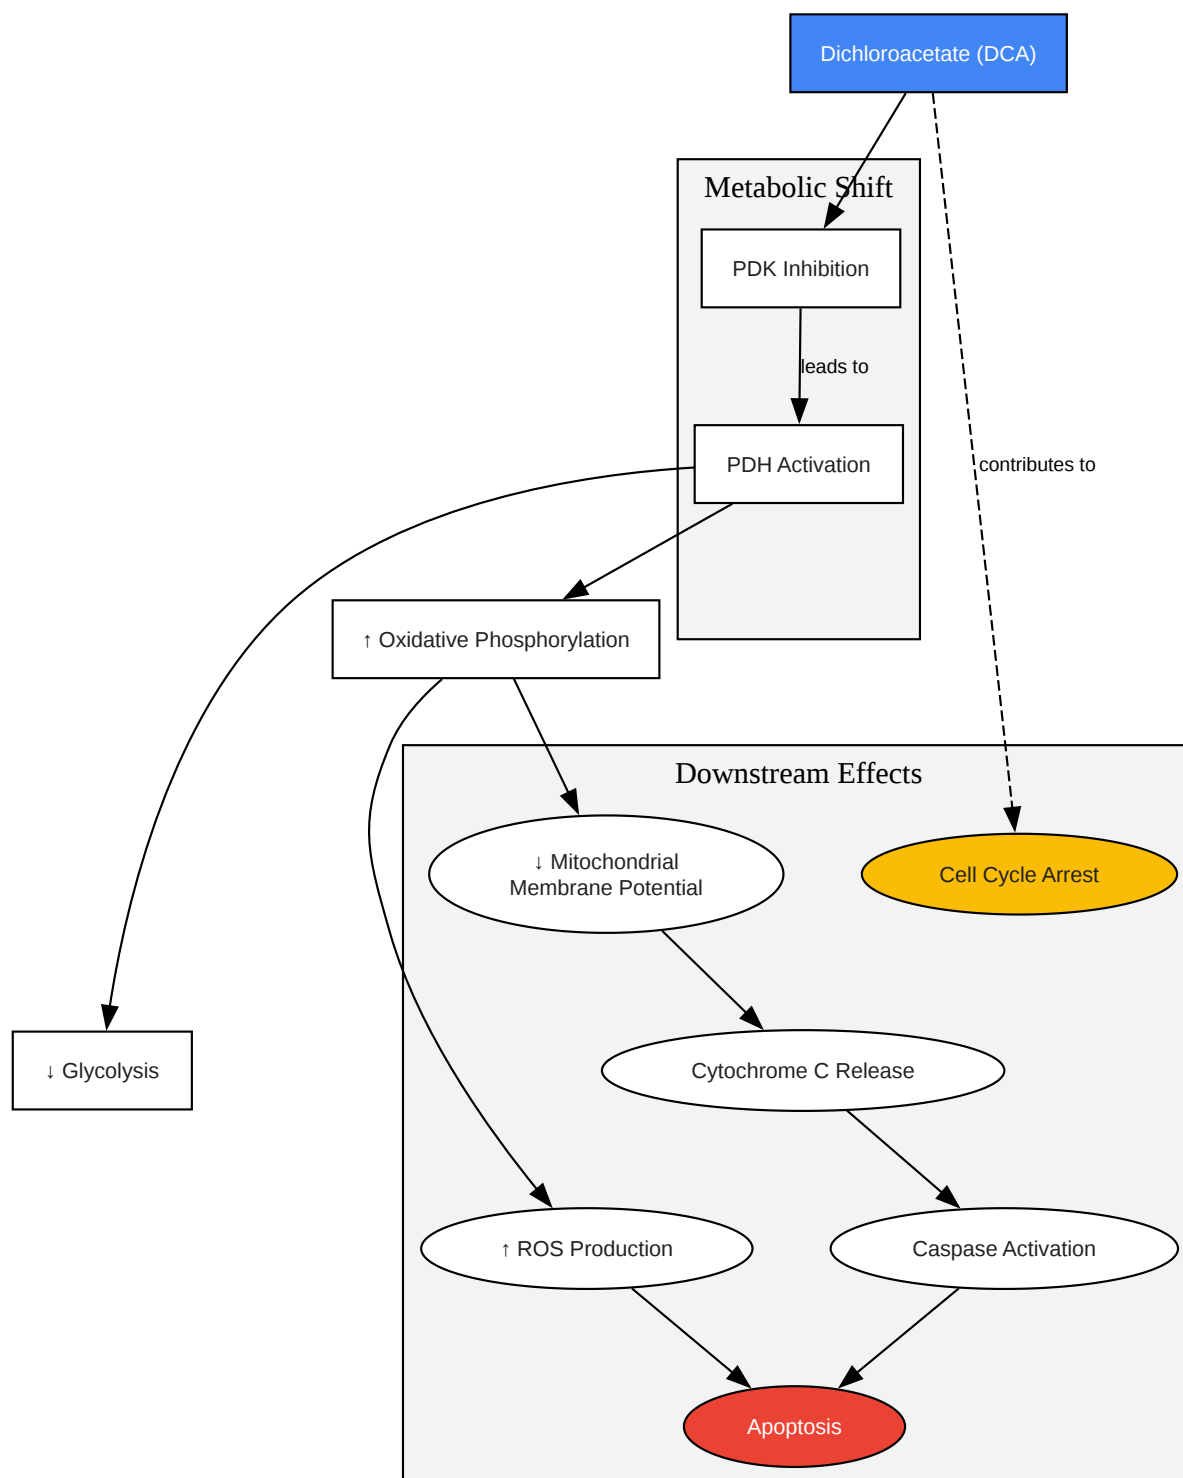 Dichloroacetate (DCA)
Metabolic Shift
PDK Inhibition
leads to
PDH Activation
contributes to
↑ Oxidative Phosphorylation
Downstream Effects
↓ Mitochondrial
Membrane Potential
Cell Cycle Arrest
↓ Glycolysis
Cytochrome C Release
↑ ROS Production
Caspase Activation
Apoptosis